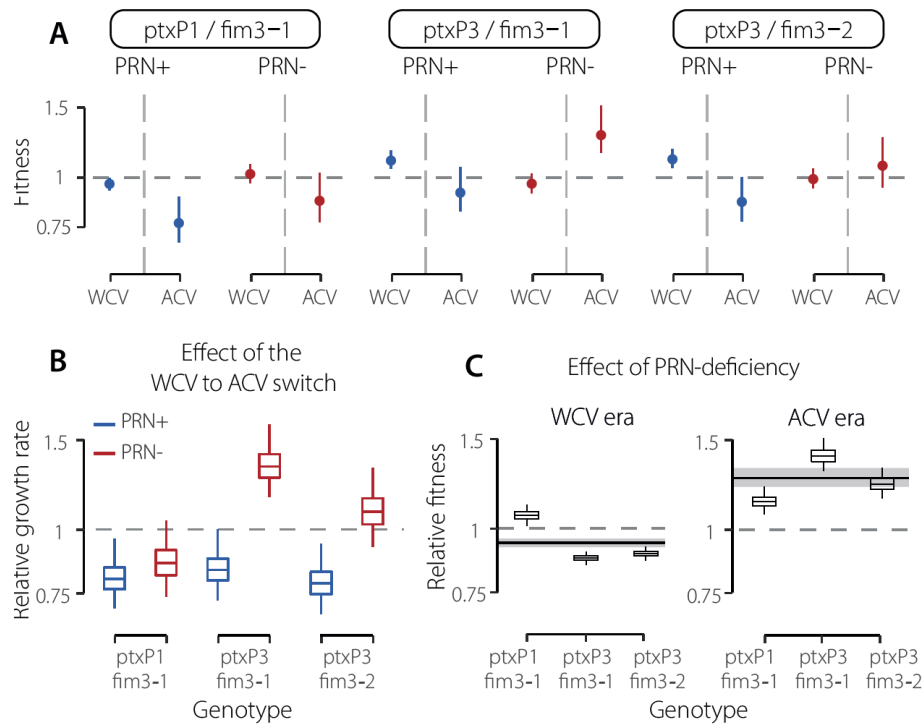 A
ptxP1 / fim3−1
ptxP3 / fim3−1
ptxP3 / fim3−2
PRN+
PRN-
PRN+
PRN-
PRN+
PRN-
Fitness
1.5
1
0.75
WCV
ACV
WCV
ACV
WCV
ACV
WCV
ACV
WCV
ACV
WCV
ACV
B
Effect of the
WCV to ACV switch
PRN+
PRN-
Relative growth rate
1.5
1
0.75
ptxP1
fim3-1
ptxP3
fim3-1
ptxP3
fim3-2
Genotype
C
Effect of PRN-deficiency
WCV era
Relative fitness
1.5
1
0.75
ptxP1
fim3-1
ptxP3
fim3-1
ptxP3
fim3-2
ACV era
1.5
1
0.75
ptxP1
fim3-1
ptxP3
fim3-1
ptxP3
fim3-2
Genotype